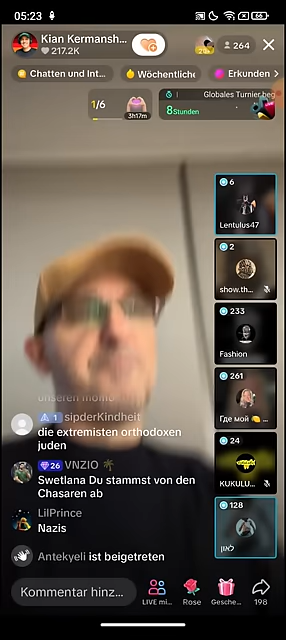 05:23
66
Kian Kermansh...
217.2K
264
Chatten und Int...
Wöchentliche
Erkunden
1/6
3h17m
Globales Turnier beg
8Stunden
6
Lentulus47
2
show.th...
233
Fashion
261
Где мой
24
KUKULU...
128
לאון
unseren
1 sipderKindheit
die extremisten orthodoxen
juden
26 VNZIO
Swetlana Du stammst von den
Chasaren ab
LilPrince
Nazis
Antekyeli ist beigetreten
Kommentar hinz...
LIVE mi...
Rose
Gesche...
198